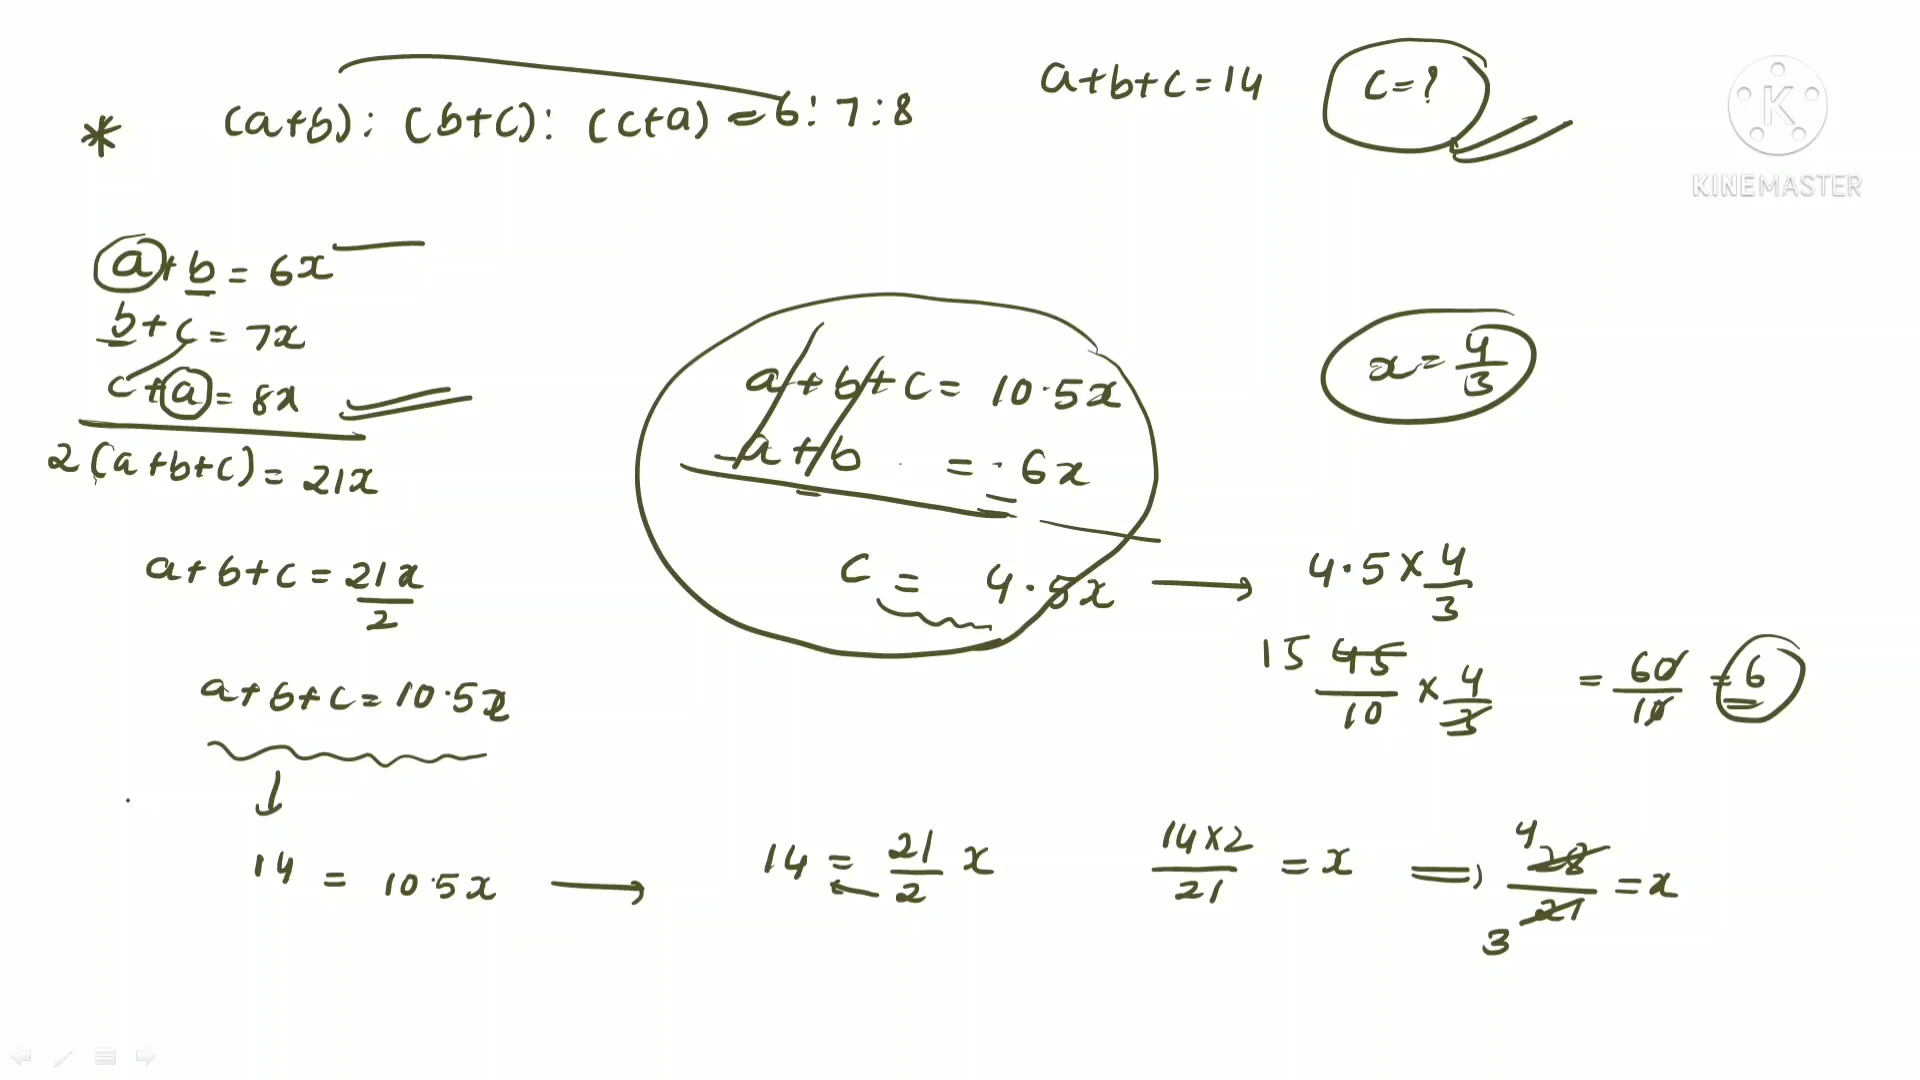 * (a+b) : (b+c) : (c+a) = 6 : 7 : 8
a+b+c = 14
c = ?
K
KINEMASTER
a + b = 6x
b + c = 7x
c + a = 8x
2(a+b+c) = 21x
a+b+c = 21x/2
a+b+c = 10.5x
14 = 10.5x →
a+b+c = 10.5x
-a+b = -6x
c = 4.5x →
x = 4/3
4.5 × 4/3
15 45/10 × 4/3 = 60/10 = 6
14 = 21/2 x
14×2/21 = x ⇒ 4 28/21 3 = x